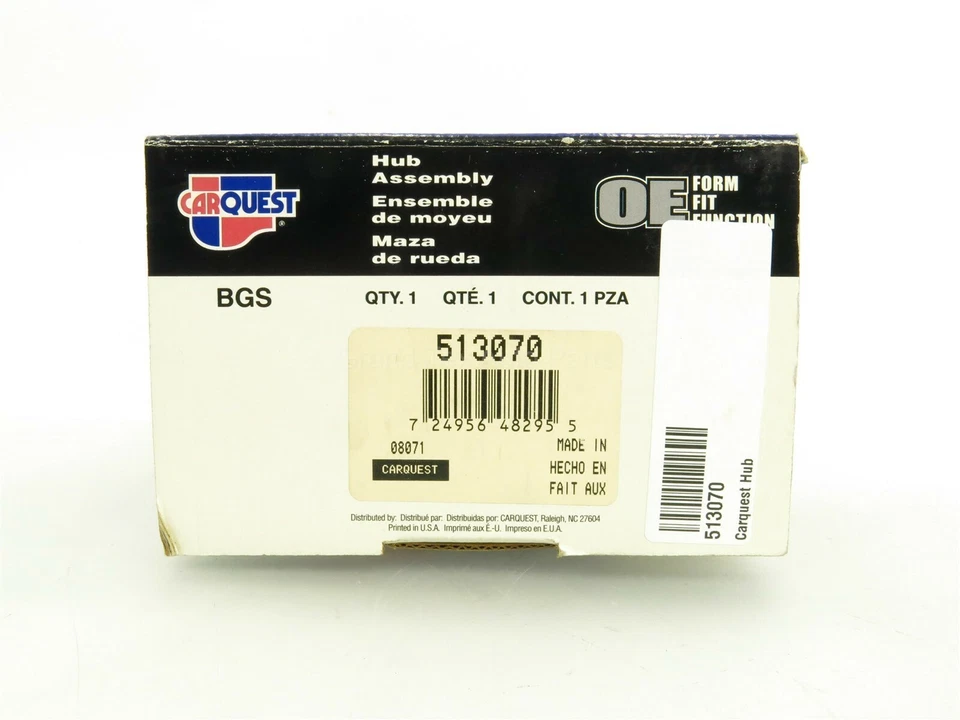 Hub
Assembly
Ensemble
de moyeu
Maza
de rueda
CARQUEST
®
OE
FORM
FIT
FUNCTION
BGS
QTY. 1 QTÉ. 1 CONT. 1 PZA
513070
7 24956 48295 5
08071
CARQUEST
MADE IN
HECHO EN
FAIT AUX
Distributed by: Distribué par: Distribuidas por: CARQUEST, Raleigh, NC 27604
Printed in U.S.A. Imprimé aux É.-U. Impreso en E.U.A.
513070
Carquest Hub